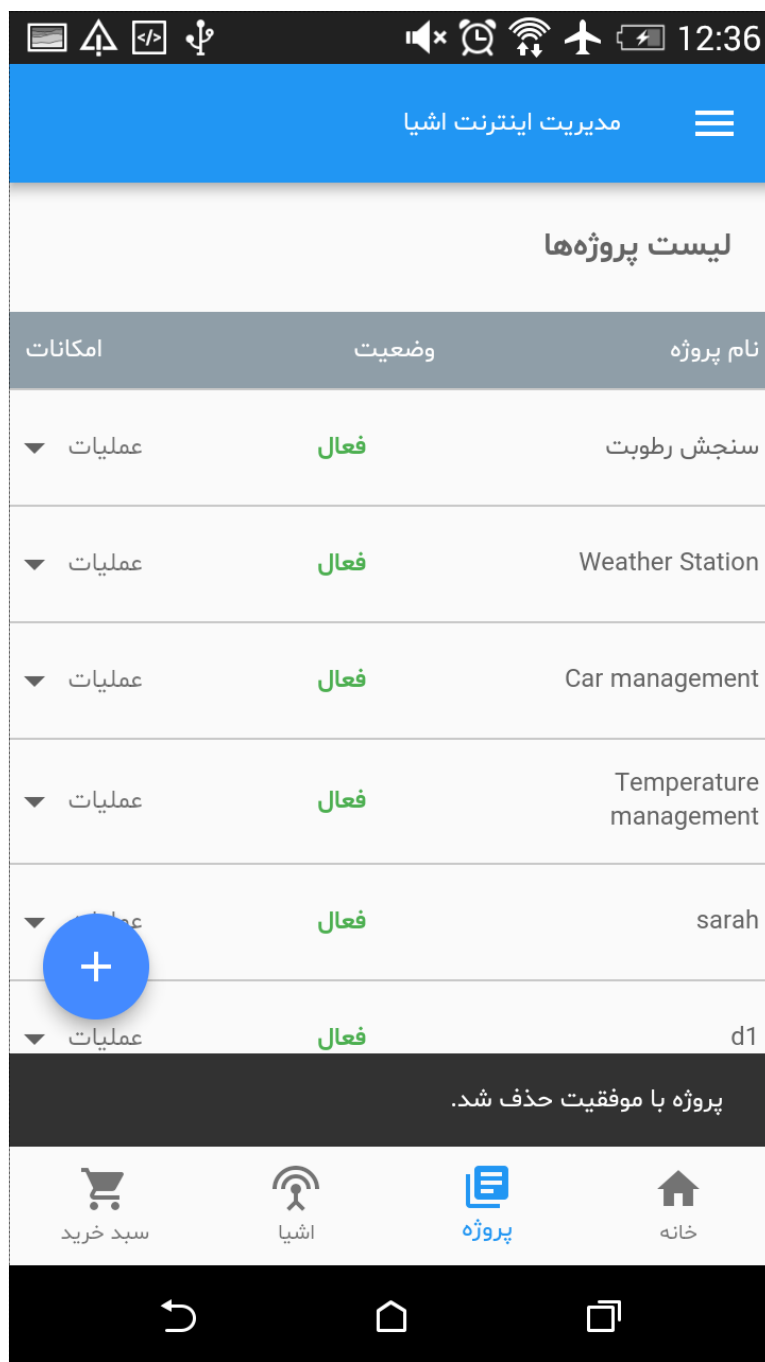 12:36
مدیریت اینترنت اشیا
لیست پروژه‌ها
نام پروژه وضعیت امکانات
سنجش رطوبت فعال عملیات
Weather Station فعال عملیات
Car management فعال عملیات
Temperature
management فعال عملیات
sarah فعال
d1 فعال عملیات
پروژه با موفقیت حذف شد.
خانه پروژه اشیا سبد خرید